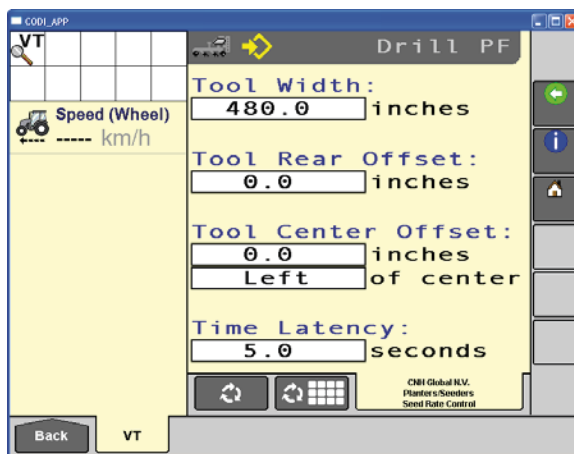 CODI_APP
VT
Speed (Wheel)
----- km/h
Drill PF
Tool Width:
480.0 inches
Tool Rear Offset:
0.0 inches
Tool Center Offset:
0.0 inches
Left of center
Time Latency:
5.0 seconds
CNH Global N.V.
Planters/Seeders
Seed Rate Control
i
Back
VT